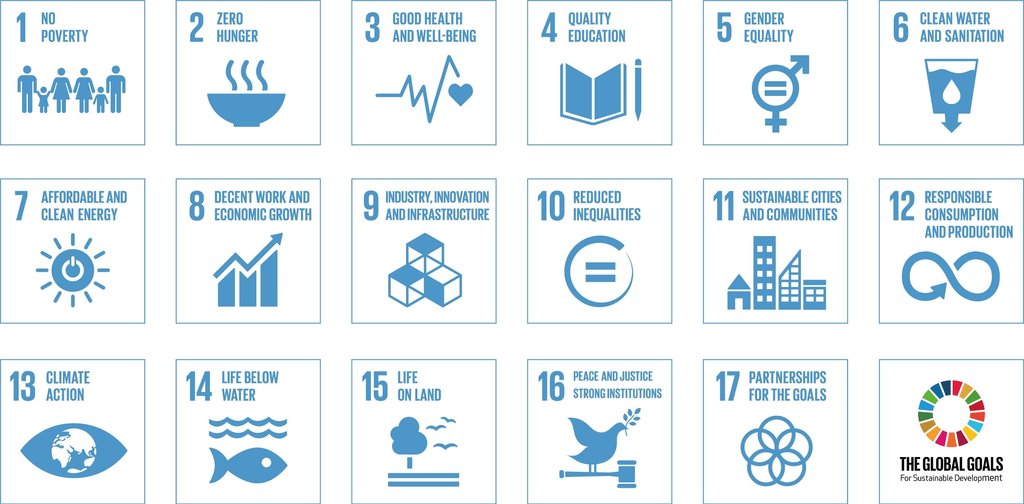 1 NO
POVERTY
2 ZERO
HUNGER
3 GOOD HEALTH
AND WELL-BEING
4 QUALITY
EDUCATION
5 GENDER
EQUALITY
6 CLEAN WATER
AND SANITATION
7 AFFORDABLE AND
CLEAN ENERGY
8 DECENT WORK AND
ECONOMIC GROWTH
9 INDUSTRY, INNOVATION
AND INFRASTRUCTURE
10 REDUCED
INEQUALITIES
11 SUSTAINABLE CITIES
AND COMMUNITIES
12 RESPONSIBLE
CONSUMPTION
AND PRODUCTION
13 CLIMATE
ACTION
14 LIFE BELOW
WATER
15 LIFE
ON LAND
16 PEACE AND JUSTICE
STRONG INSTITUTIONS
17 PARTNERSHIPS
FOR THE GOALS
THE GLOBAL GOALS
For Sustainable Development